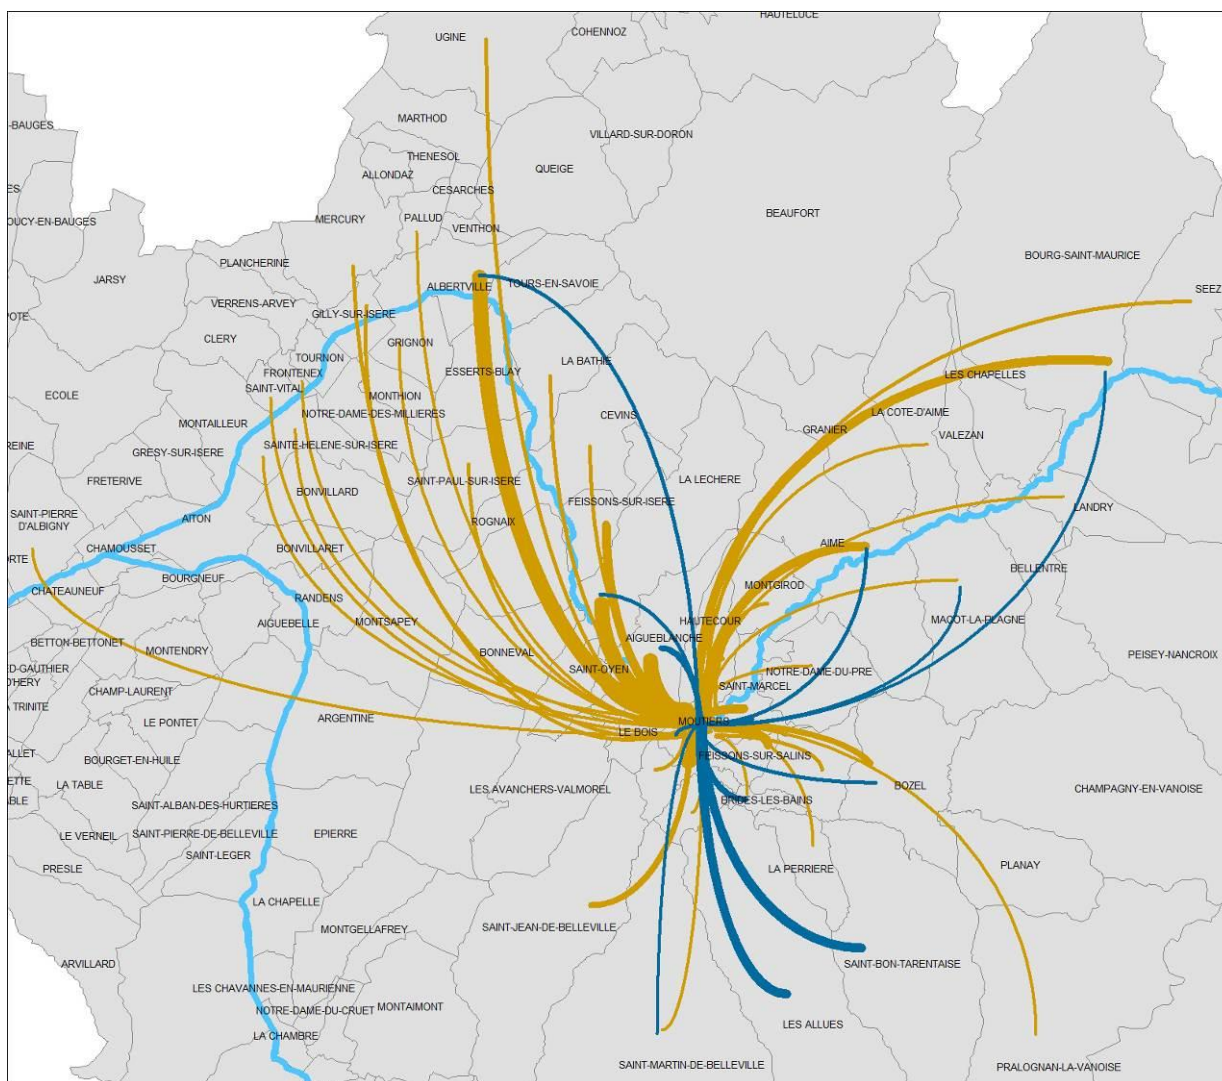 HAUTELUCE
UGINE
COHENNOZ
MARTHOD
-BAUGES
VILLARD-SUR-DORON
THENESOL
ALLONDAZ
QUEIGE
ES
CESARCHES
OUCY-EN-BAUGES
MERCURY
PALLUD
VENTHON
BEAUFORT
PLANCHERINE
BOURG-SAINT-MAURICE
JARSY
ALBERTVILLE
TOURS-EN-SAVOIE
SEEZ
VERRENS-ARVEY
GILLY-SUR-ISERE
OTE
CLERY
GRIGNON
TOURNON
LA BATHIE
FRONTENEX
ESSERTS-BLAY
LES CHAPELLES
SAINT-VITAL
ECOLE
MONTHION
NOTRE-DAME-DES-MILLIERES
CEVINS
LA COTE-D'AIME
MONTAILLEUR
GRANIER
VALEZAN
REINE
SAINTE-HELENE-SUR-ISERE
GRESY-SUR-ISERE
FRETERIVE
SAINT-PAUL-SUR-ISERE
LA LECHERE
BONVILLARD
FEISSONS-SUR-ISERE
LANDRY
SAINT-PIERRE
D'ALBIGNY
AITON
ROGNAIX
AIME
CHAMOUSSET
BONVILLARET
ORTE
BOURGNEUF
BELLENTRE
CHATEAUNEUF
MONTGIROD
RANDENS
AIGUEBELLE
MONTSAPEY
HAUTECOUR
MACOT-LA-PLAGNE
BETTON-BETTONET
AIGUEBLANCHE
MONTENDRY
BONNEVAL
PEISEY-NANCROIX
D-GAUTHIER
SAINT-OYEN
NOTRE-DAME-DU-PRE
D'HERY
CHAMP-LAURENT
SAINT-MARCEL
A TRINITE
LE PONTET
ARGENTINE
MOUTIERS
LE BOIS
ALLET
BOURGET-EN-HUILE
FEISSONS-SUR-SALINS
ETTE
LA TABLE
LES AVANCHERS-VALMOREL
BOZEL
CHAMPAGNY-EN-VANOISE
ABLE
SAINT-ALBAN-DES-HURTIERES
BRIDES-LES-BAINS
LE VERNEIL
SAINT-PIERRE-DE-BELLEVILLE
EPIERRE
SAINT-LEGER
PRESLE
LA PERRIERE
PLANAY
LA CHAPELLE
MONTGELLAFREY
SAINT-JEAN-DE-BELLEVILLE
ARVILLARD
SAINT-BON-TARENTAISE
LES CHAVANNES-EN-MAURIENNE
NOTRE-DAME-DU-CRUET
MONTAIMONT
LES ALLUES
LA CHAMBRE
SAINT-MARTIN-DE-BELLEVILLE
PRALOGNAN-LA-VANOISE